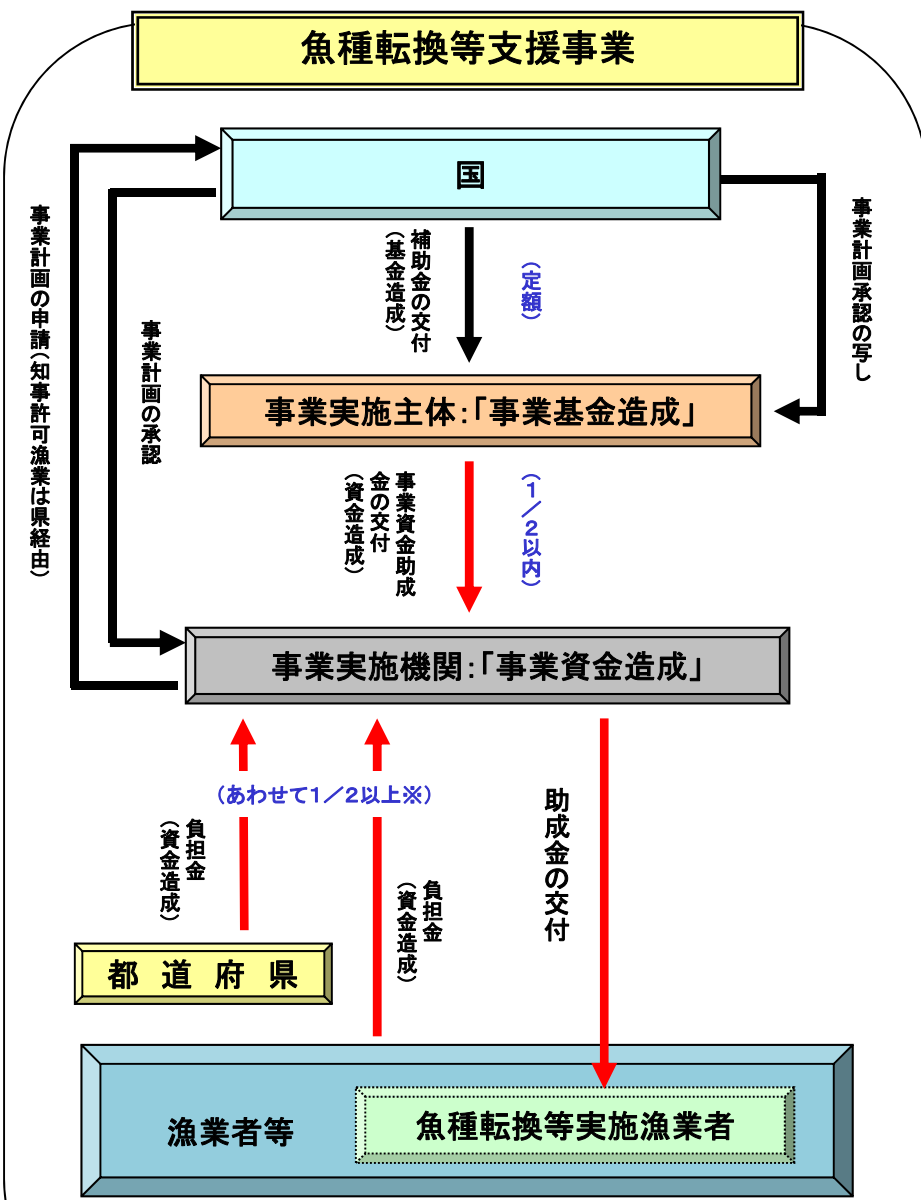 魚種転換等支援事業
国
事業計画の申請(知事許可漁業は県経由)
事業計画の承認
補助金の交付
(基金造成)
(定額)
事業計画承認の写し
事業実施主体:「事業基金造成」
事業資金助成
金の交付
(資金造成)
(1/2以内)
事業実施機関:「事業資金造成」
(あわせて1/2以上※)
負担金
(資金造成)
負担金
(資金造成)
助成金の交付
都道府県
漁業者等
魚種転換等実施漁業者